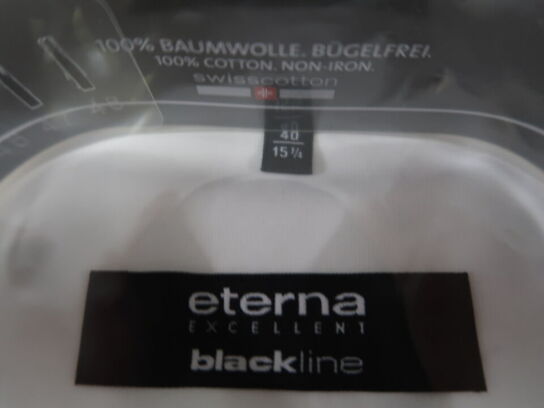 100% BAUMWOLLE. BÜGELFREI.
100% COTTON. NON-IRON.
swisscotton
40
15 3/4
eterna
EXCELLENT
blackline